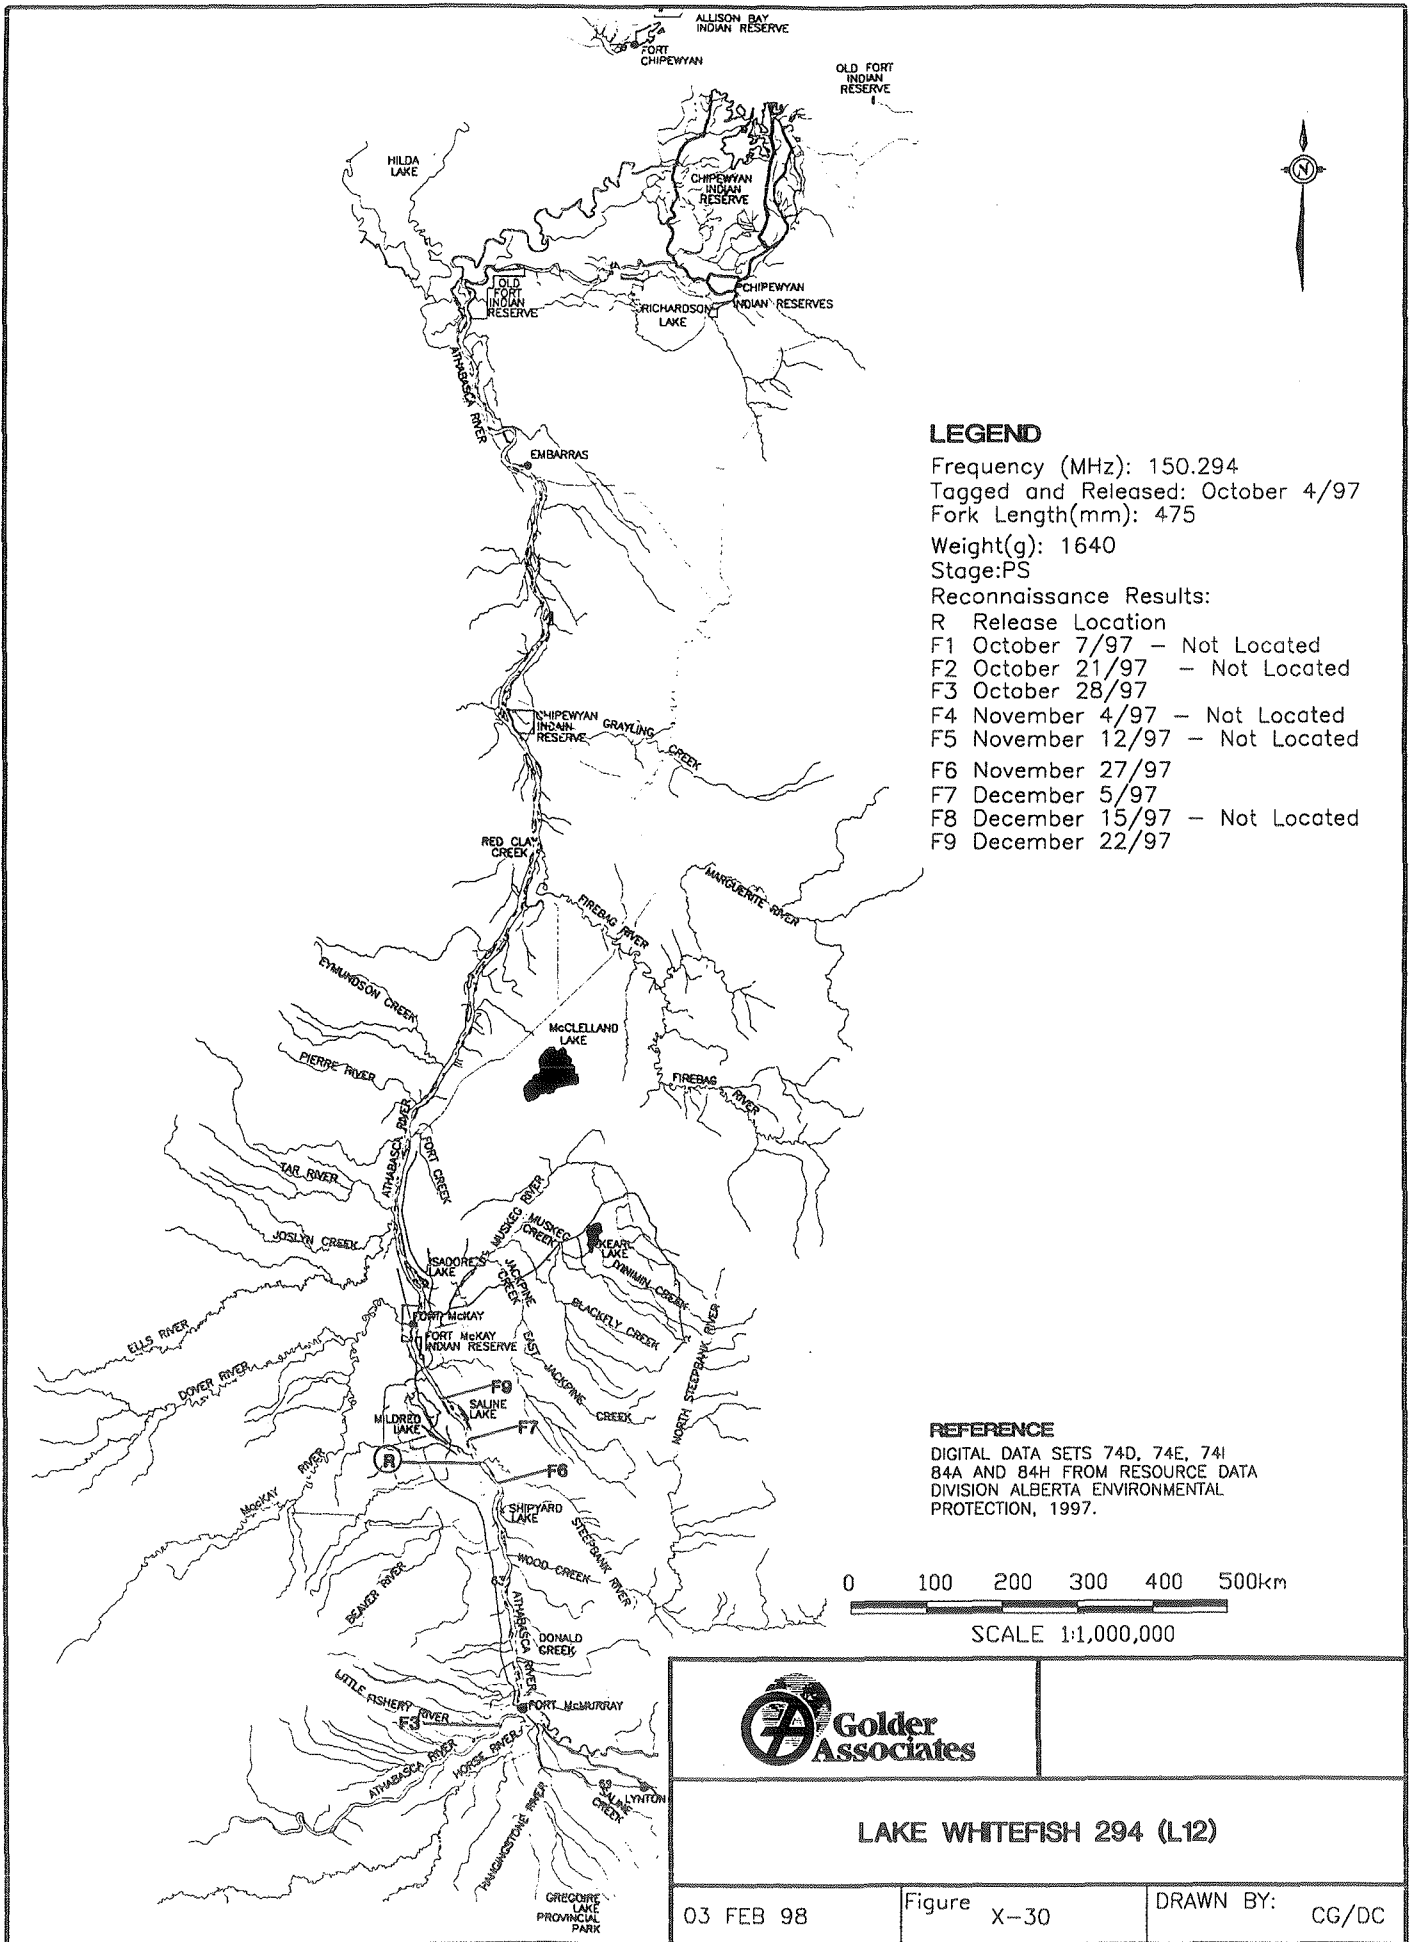 ALLISON BAY
INDIAN RESERVE
FORT
CHIPEWYAN
OLD FORT
INDIAN
RESERVE
HILDA
LAKE
N
CHIPEWYAN
INDIAN
RESERVE
OLD
FORT
INDIAN
RESERVE
CHIPEWYAN
INDIAN RESERVES
RICHARDSON
LAKE
ATHABASCA RIVER
EMBARRAS
LEGEND
Frequency (MHz): 150.294
Tagged and Released: October 4/97
Fork Length(mm): 475
Weight(g): 1640
Stage:PS
Reconnaissance Results:
R Release Location
F1 October 7/97 – Not Located
F2 October 21/97 – Not Located
F3 October 28/97
F4 November 4/97 – Not Located
F5 November 12/97 – Not Located
F6 November 27/97
F7 December 5/97
F8 December 15/97 – Not Located
F9 December 22/97
CHIPEWYAN
INDAIN
RESERVE
GRAYLING
CREEK
RED CLAY
CREEK
MARGUERITE RIVER
FIREBAG RIVER
EYMUNDSON CREEK
McCLELLAND
LAKE
PIERRE RIVER
FIREBAG RIVER
ATHABASCA RIVER
FORT CREEK
TAR RIVER
MUSKEG RIVER
MUSKEG
CREEK
JOSLYN CREEK
KEARL
LAKE
ISADORE'S
LAKE
JACKPINE
CREEK
IYINIMIN CREEK
BLACKFLY CREEK
FORT McKAY
FORT McKAY
INDIAN RESERVE
EAST JACKPINE CREEK
NORTH STEEPBANK RIVER
ELLS RIVER
DOVER RIVER
F9
SALINE
LAKE
MILDRED
LAKE
F7
R
F6
MacKAY RIVER
SHIPYARD
LAKE
STEEPBANK RIVER
WOOD CREEK
BEAVER RIVER
63
ATHABASCA RIVER
DONALD
CREEK
REFERENCE
DIGITAL DATA SETS 74D, 74E, 74I
84A AND 84H FROM RESOURCE DATA
DIVISION ALBERTA ENVIRONMENTAL
PROTECTION, 1997.
0 100 200 300 400 500km
SCALE 1:1,000,000
LITTLE FISHERY RIVER
FORT McMURRAY
F3
ATHABASCA RIVER
HORSE RIVER
HANGINGSTONE RIVER
63
SALINE
CREEK
LYNTON
GREGOIRE
LAKE
PROVINCIAL
PARK
Golder
Associates
LAKE WHITEFISH 294 (L12)
03 FEB 98
Figure X-30
DRAWN BY: CG/DC